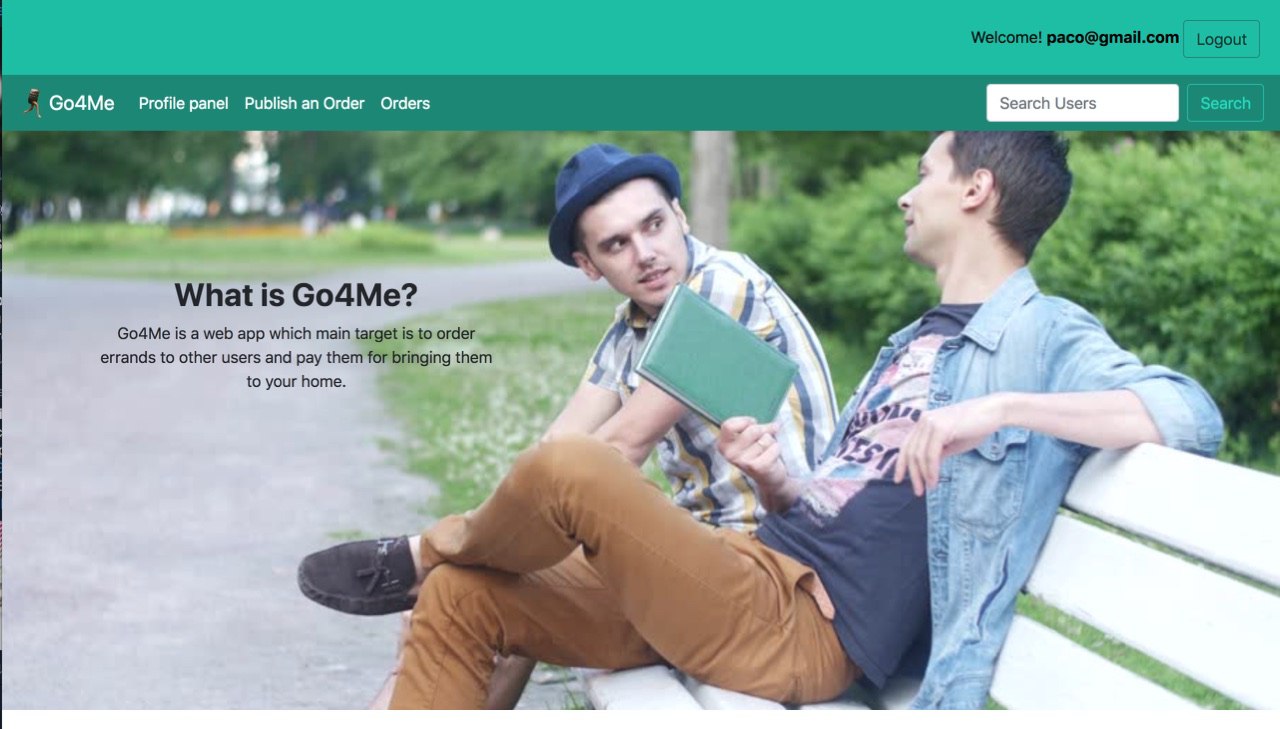 Welcome! paco@gmail.com Logout
Go4Me Profile panel Publish an Order Orders Search Users Search
What is Go4Me?
Go4Me is a web app which main target is to order
errands to other users and pay them for bringing them
to your home.